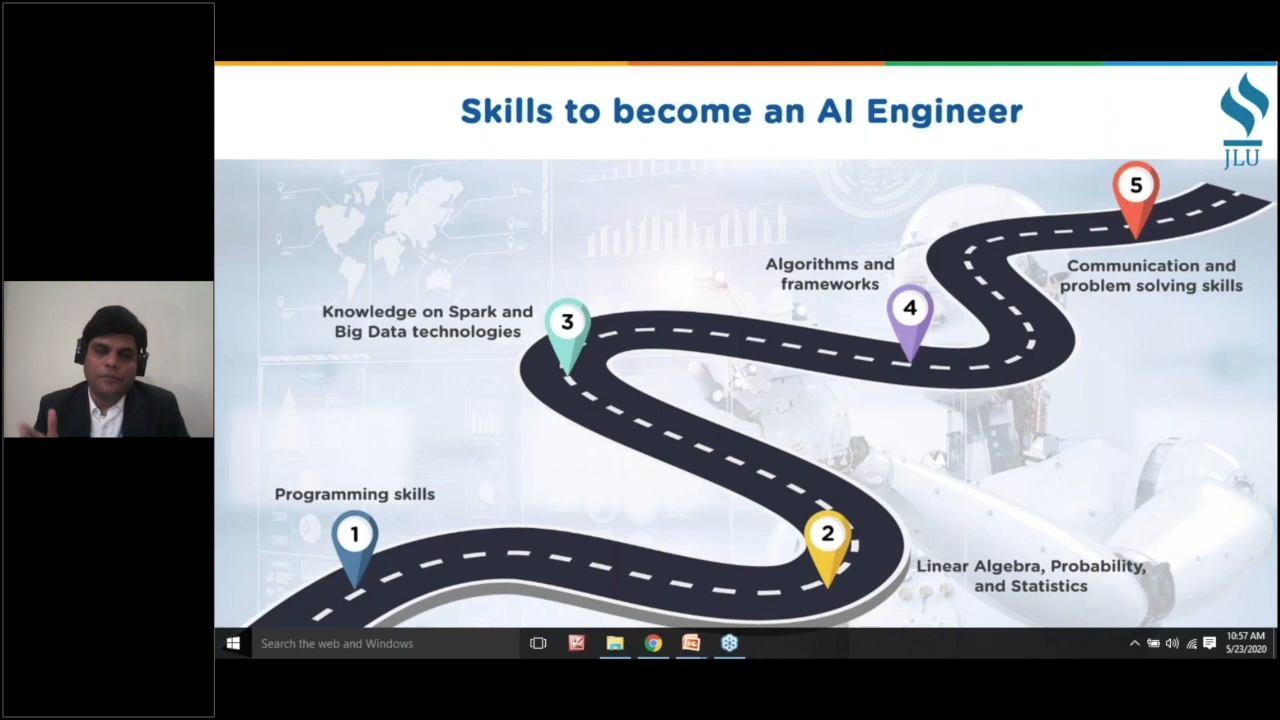 Skills to become an AI Engineer
JLU
5
Algorithms and
frameworks
Communication and
problem solving skills
4
Knowledge on Spark and
Big Data technologies
3
Programming skills
1
2
Linear Algebra, Probability,
and Statistics
Search the web and Windows
10:57 AM
5/23/2020